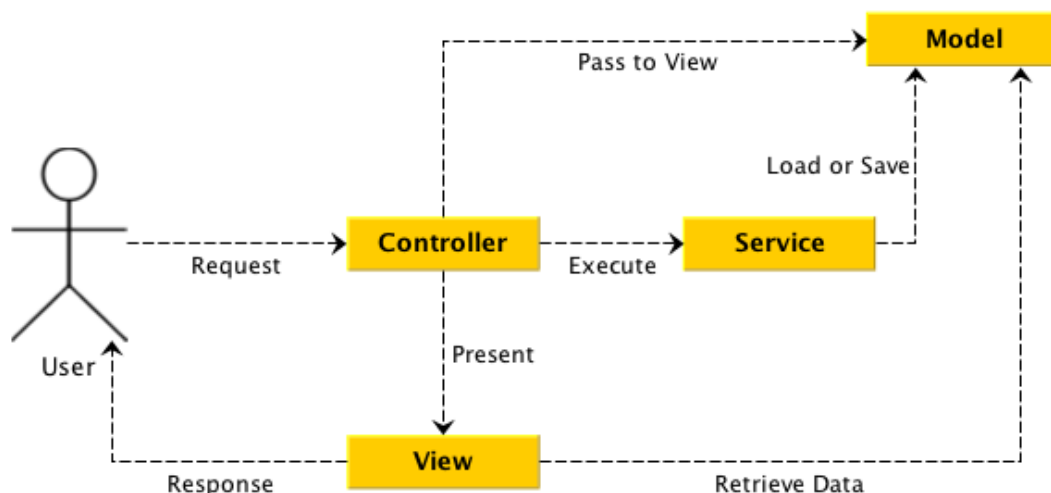 Model
Pass to View
Load or Save
Controller
Service
Request
Execute
Present
User
View
Response
Retrieve Data